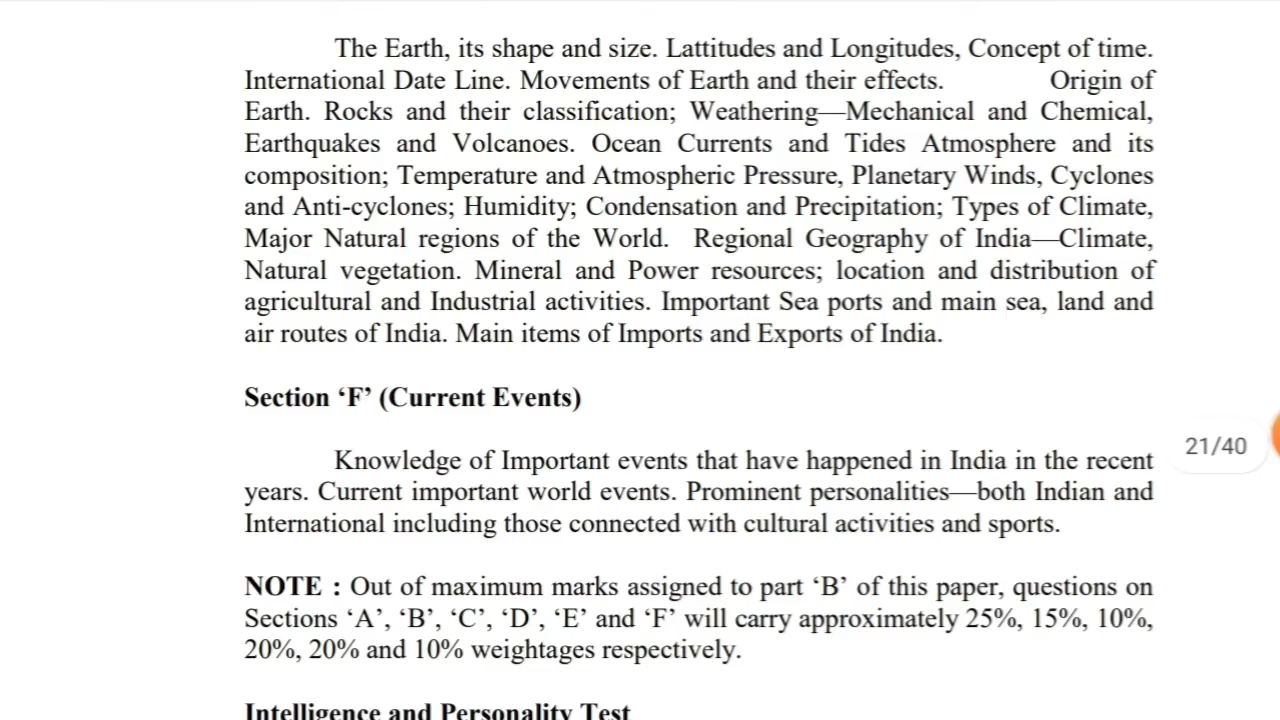 The Earth, its shape and size. Lattitudes and Longitudes, Concept of time.
International Date Line. Movements of Earth and their effects. Origin of
Earth. Rocks and their classification; Weathering—Mechanical and Chemical,
Earthquakes and Volcanoes. Ocean Currents and Tides Atmosphere and its
composition; Temperature and Atmospheric Pressure, Planetary Winds, Cyclones
and Anti-cyclones; Humidity; Condensation and Precipitation; Types of Climate,
Major Natural regions of the World. Regional Geography of India—Climate,
Natural vegetation. Mineral and Power resources; location and distribution of
agricultural and Industrial activities. Important Sea ports and main sea, land and
air routes of India. Main items of Imports and Exports of India.
Section ‘F’ (Current Events)
Knowledge of Important events that have happened in India in the recent
years. Current important world events. Prominent personalities—both Indian and
International including those connected with cultural activities and sports.
NOTE : Out of maximum marks assigned to part ‘B’ of this paper, questions on
Sections ‘A’, ‘B’, ‘C’, ‘D’, ‘E’ and ‘F’ will carry approximately 25%, 15%, 10%,
20%, 20% and 10% weightages respectively.
Intelligence and Personality Test
21/40